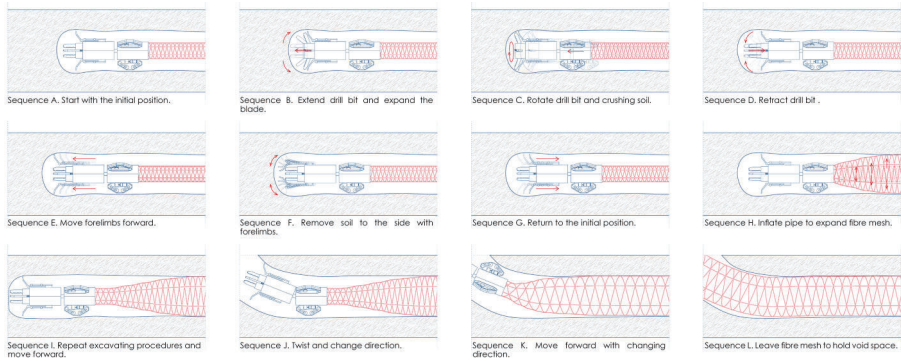 Sequence A. Start with the initial position.
Sequence B. Extend drill bit and expand the
blade.
Sequence C. Rotate drill bit and crushing soil.
Sequence D. Retract drill bit .
Sequence E. Move forelimbs forward.
Sequence F. Remove soil to the side with
forelimbs.
Sequence G. Return to the initial position.
Sequence H. Inflate pipe to expand fibre mesh.
Sequence I. Repeat excavating procedures and
move forward.
Sequence J. Twist and change direction.
Sequence K. Move forward with changing
direction.
Sequence L. Leave fibre mesh to hold void space.